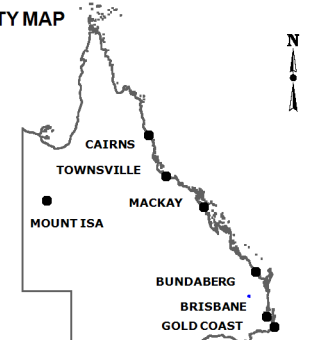 TY MAP
N
CAIRNS
TOWNSVILLE
MACKAY
MOUNT ISA
BUNDABERG
BRISBANE
GOLD COAST